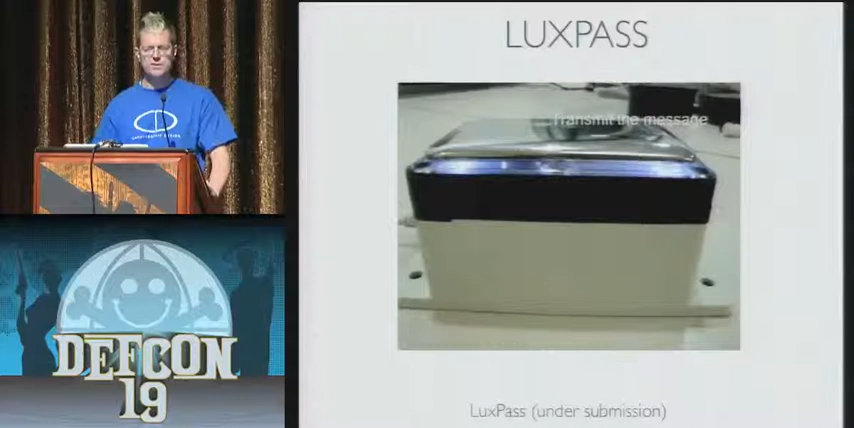 LUXPASS
Transmit the message
LuxPass (under submission)
DEFCON
19